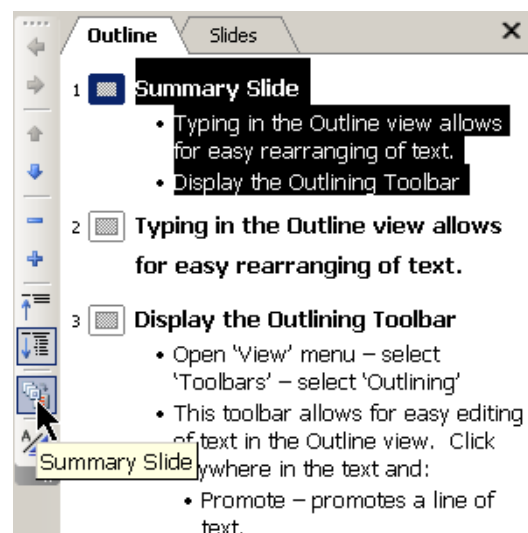 Outline Slides
1 Summary Slide
• Typing in the Outline view allows
for easy rearranging of text.
• Display the Outlining Toolbar
2 Typing in the Outline view allows
for easy rearranging of text.
3 Display the Outlining Toolbar
• Open 'View' menu – select
'Toolbars' – select 'Outlining'
• This toolbar allows for easy editing
of text in the Outline view. Click
where in the text and:
Summary Slide
• Promote – promotes a line of
text.